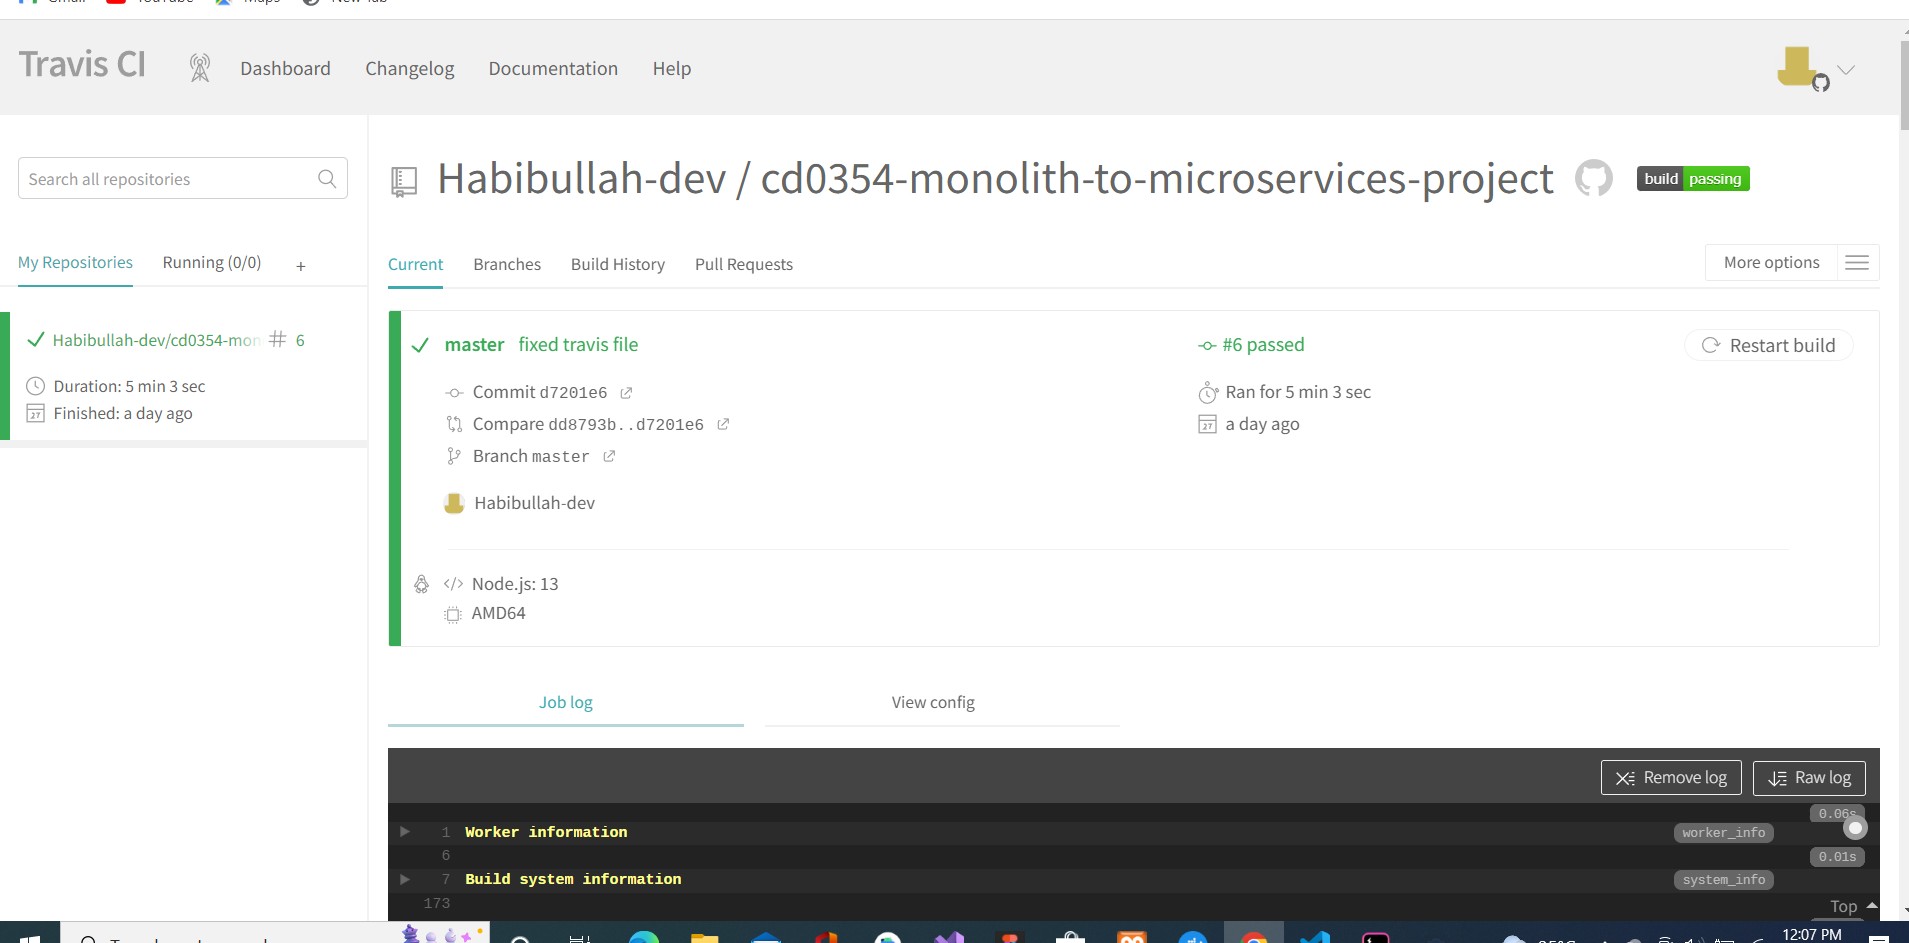 Gmail YouTube Maps New Tab
Travis CI Dashboard Changelog Documentation Help
Search all repositories
Habibullah-dev / cd0354-monolith-to-microservices-project build passing
My Repositories Running (0/0) +
Current Branches Build History Pull Requests More options
Habibullah-dev/cd0354-mon # 6
Duration: 5 min 3 sec
Finished: a day ago
master fixed travis file #6 passed Restart build
Commit d7201e6 Ran for 5 min 3 sec
Compare dd8793b..d7201e6 a day ago
Branch master
Habibullah-dev
</> Node.js: 13
AMD64
Job log View config
Remove log Raw log
0.06s
1 Worker information worker_info
6 0.01s
7 Build system information system_info
173
Top
12:07 PM